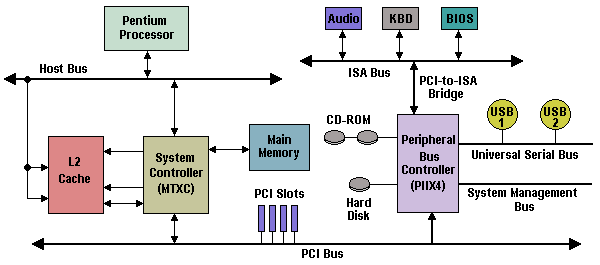 Pentium
Processor
Audio
KBD
BIOS
Host Bus
ISA Bus
PCI-to-ISA
Bridge
CD-ROM
USB
1
USB
2
L2
Cache
System
Controller
(MTXC)
Main
Memory
Peripheral
Bus
Controller
(PIIX4)
Universal Serial Bus
PCI Slots
Hard
Disk
System Management
Bus
PCI Bus